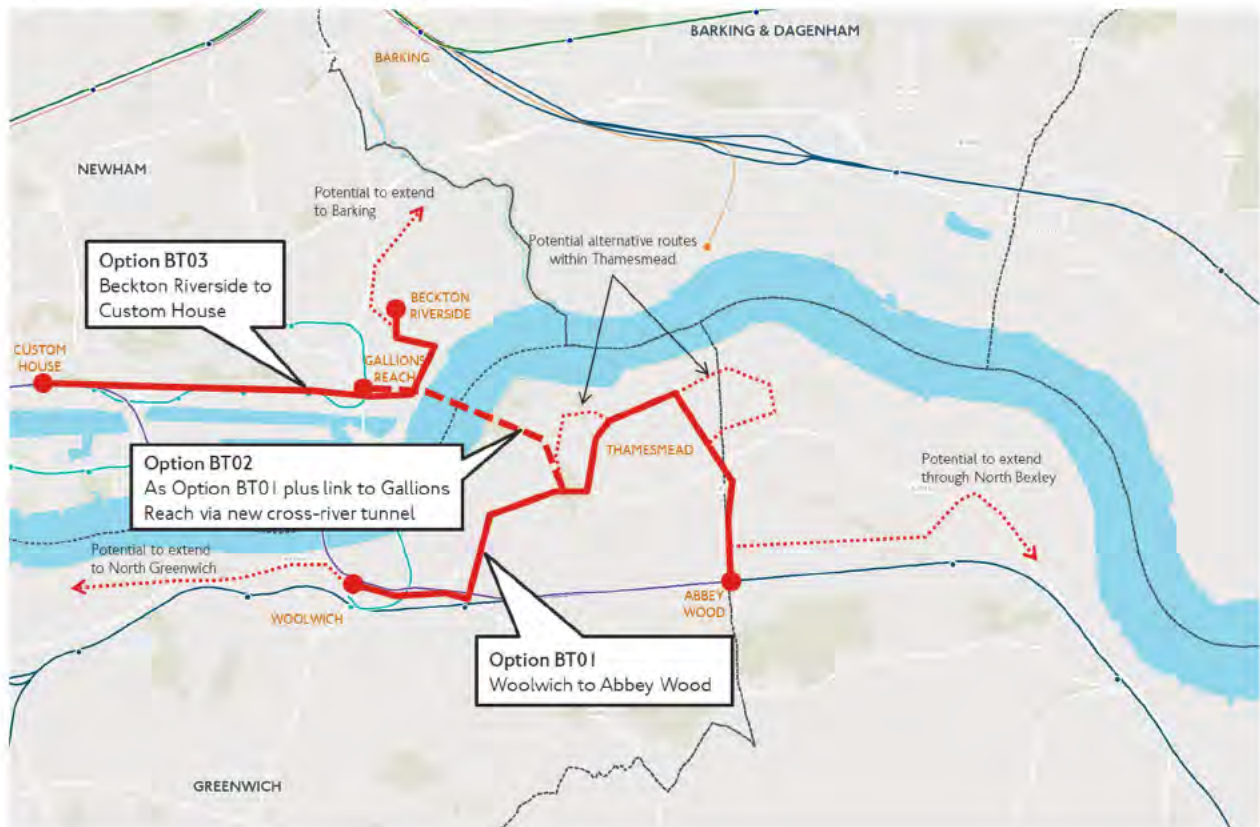 BARKING & DAGENHAM
BARKING
NEWHAM
Potential to extend
to Barking
Potential alternative routes
within Thamesmead
Option BT03
Beckton Riverside to
Custom House
BECKTON
RIVERSIDE
CUSTOM
HOUSE
GALLIONS
REACH
Option BT02
As Option BT01 plus link to Gallions
Reach via new cross-river tunnel
THAMESMEAD
Potential to extend
through North Bexley
Potential to extend
to North Greenwich
WOOLWICH
ABBEY
WOOD
Option BT01
Woolwich to Abbey Wood
GREENWICH